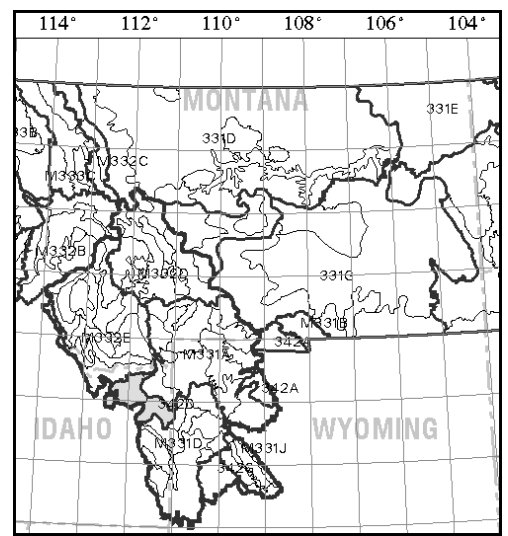 114° 112° 110° 108° 106° 104°
MONTANA
331E
331D
M332C
M333C
M332B
M332D
331G
M331B
M332E
342A
M331A
342A
342D
IDAHO
WYOMING
M331D
M331J
342G